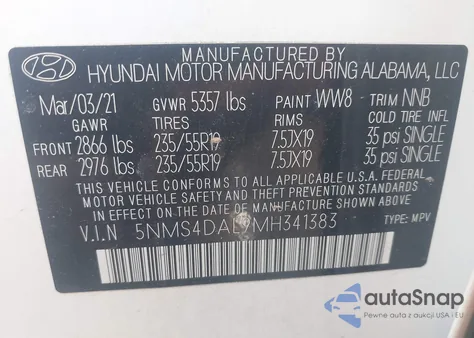 MANUFACTURED BY
HYUNDAI MOTOR MANUFACTURING ALABAMA, LLC
Mar/03/21 GVWR 5357 lbs PAINT WW8 TRIM NNB
GAWR TIRES RIMS COLD TIRE INFL
FRONT 2866 lbs 235/55R19 7.5JX19 35 psi SINGLE
REAR 2976 lbs 235/55R19 7.5JX19 35 psi SINGLE
THIS VEHICLE CONFORMS TO ALL APPLICABLE U.S.A. FEDERAL
MOTOR VEHICLE SAFETY AND THEFT PREVENTION STANDARDS
IN EFFECT ON THE DATE OF MANUFACTURE SHOWN ABOVE.
V.I.N TYPE: MPV
autoSnap
Pewne auta z aukcji USA i EU